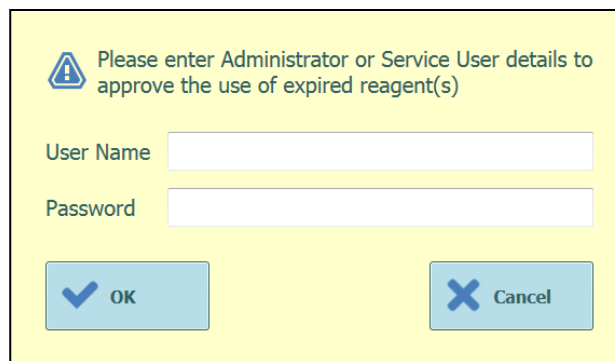 Please enter Administrator or Service User details to
approve the use of expired reagent(s)
User Name
Password
OK
Cancel